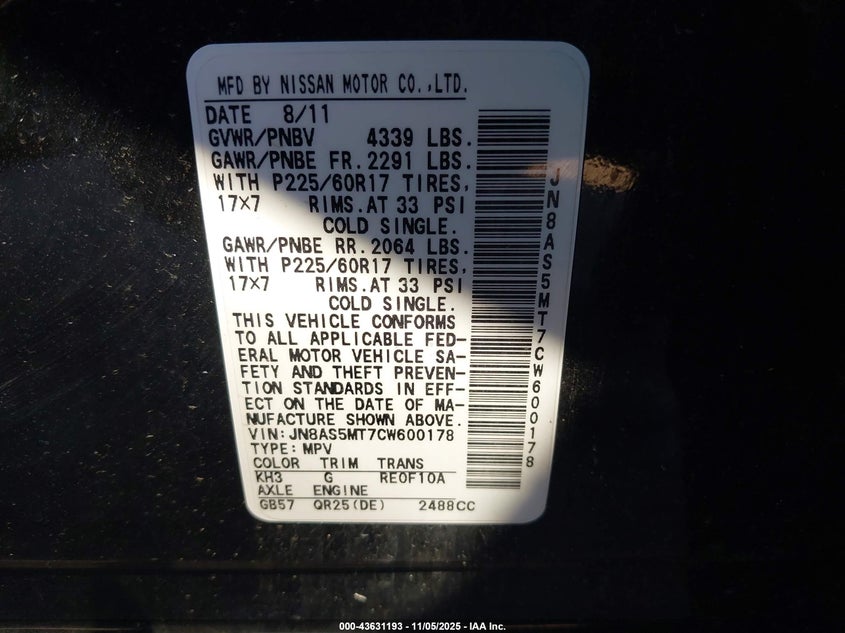 MFD BY NISSAN MOTOR CO.,LTD.
DATE 8/11
GVWR/PNBV 4339 LBS.
GAWR/PNBE FR. 2291 LBS.
WITH P225/60R17 TIRES,
17×7 RIMS. AT 33 PSI
COLD SINGLE.
GAWR/PNBE RR. 2064 LBS.
WITH P225/60R17 TIRES,
17×7 RIMS. AT 33 PSI
COLD SINGLE.
THIS VEHICLE CONFORMS
TO ALL APPLICABLE FED-
ERAL MOTOR VEHICLE SA-
FETY AND THEFT PREVEN-
TION STANDARDS IN EFF-
ECT ON THE DATE OF MA-
NUFACTURE SHOWN ABOVE.
VIN:JN8AS5MT7CW600178
TYPE:MPV
COLOR TRIM TRANS
KH3 G RE0F10A
AXLE ENGINE
GB57 QR25(DE) 2488CC
JN8AS5MT7CW600178
000-43631193 - 11/05/2025 - IAA Inc.